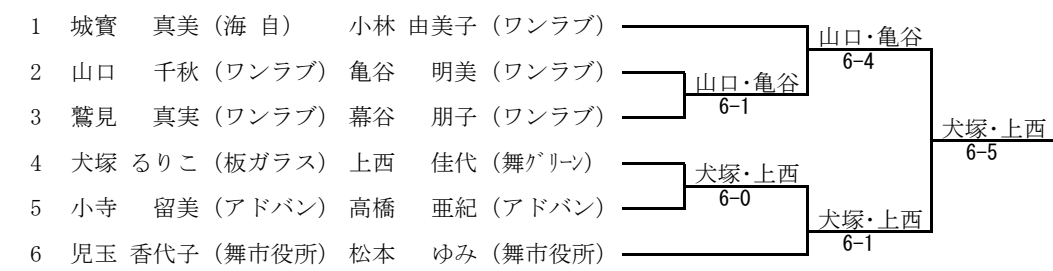 1 城寳 真美（海 自） 小林 由美子（ワンラブ）
山口・亀谷
6-4
2 山口 千秋（ワンラブ） 亀谷 明美（ワンラブ）
山口・亀谷
6-1
3 鷲見 真実（ワンラブ） 幕谷 朋子（ワンラブ）
犬塚・上西
6-5
4 犬塚 るりこ（板ガラス） 上西 佳代（舞グリーン）
犬塚・上西
6-0
5 小寺 留美（アドバン） 高橋 亜紀（アドバン）
犬塚・上西
6-1
6 児玉 香代子（舞市役所） 松本 ゆみ（舞市役所）